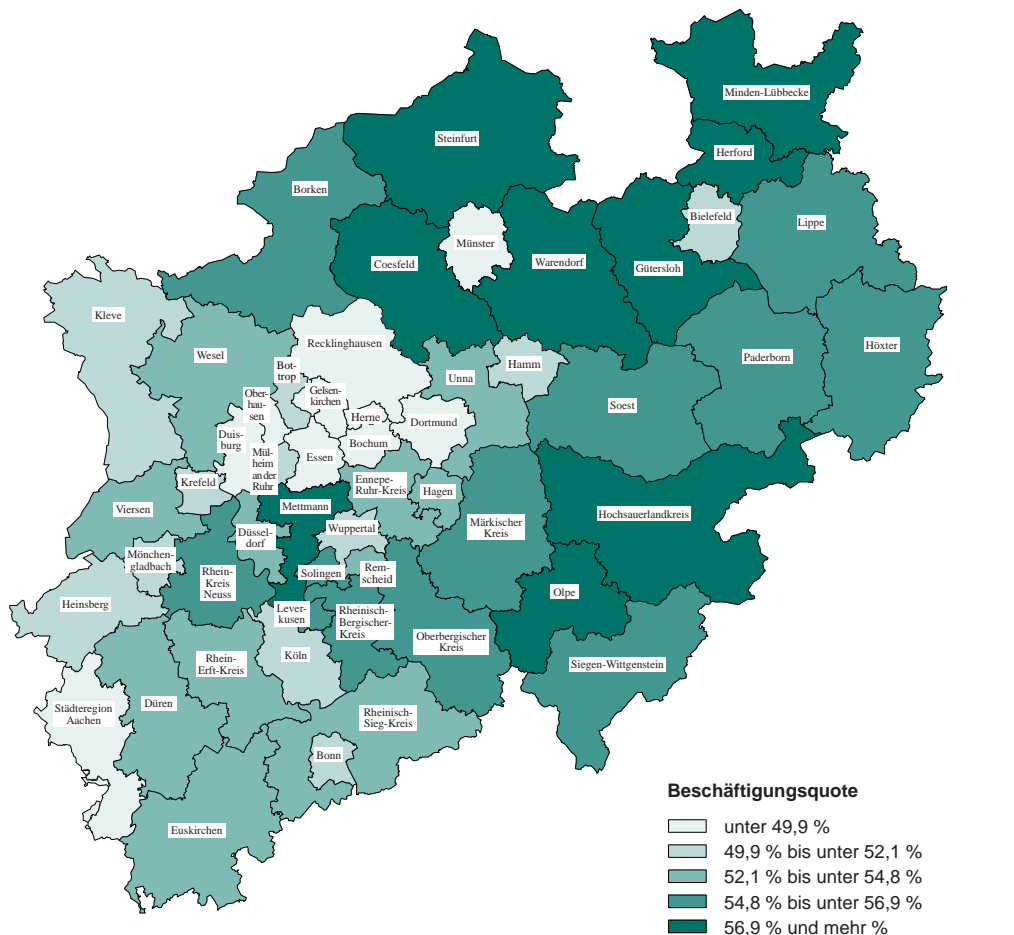 Minden-Lübbecke
Steinfurt
Herford
Borken
Bielefeld
Lippe
Münster
Coesfeld
Warendorf
Gütersloh
Kleve
Recklinghausen
Höxter
Wesel
Paderborn
Bot-
trop
Hamm
Unna
Gelsen-
kirchen
Ober-
hau-
sen
Soest
Herne
Dortmund
Duis-
burg
Bochum
Mül-
heim
an der
Ruhr
Essen
Krefeld
Ennepe-
Ruhr-Kreis
Hagen
Viersen
Mettmann
Hochsauerlandkreis
Märkischer
Kreis
Wuppertal
Düssel-
dorf
Mönchen-
gladbach
Solingen
Rem-
scheid
Rhein-
Kreis
Neuss
Olpe
Heinsberg
Lever-
kusen
Rheinisch-
Bergischer-
Kreis
Oberbergischer
Kreis
Köln
Rhein-
Erft-Kreis
Siegen-Wittgenstein
Städteregion
Aachen
Düren
Rheinisch-
Sieg-Kreis
Bonn
Euskirchen
Beschäftigungsquote
unter 49,9 %
49,9 % bis unter 52,1 %
52,1 % bis unter 54,8 %
54,8 % bis unter 56,9 %
56,9 % und mehr %